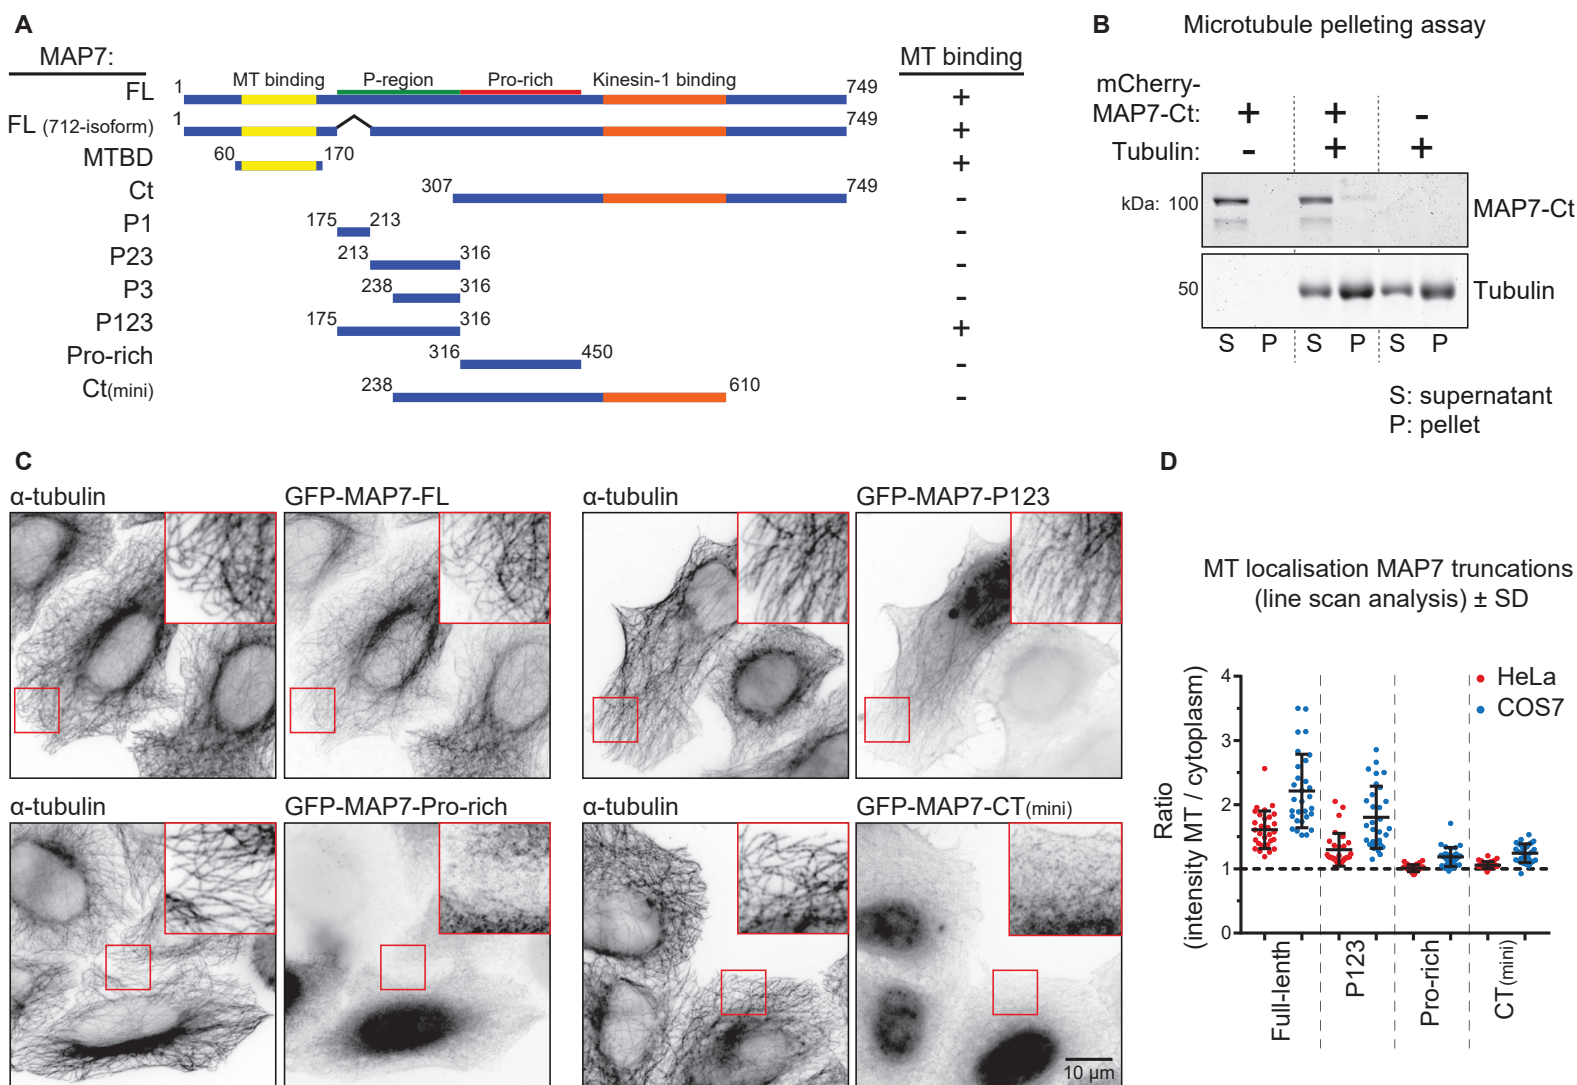 A
MAP7:
MT binding
1
MT binding
P-region
Pro-rich
Kinesin-1 binding
749
FL
+
1
749
FL (712-isoform)
+
60
170
MTBD
+
307
749
Ct
-
175
213
P1
-
213
316
P23
-
238
316
P3
-
175
316
P123
+
316
450
Pro-rich
-
238
610
Ct(mini)
-
B
Microtubule pelleting assay
mCherry-
MAP7-Ct:
+
+
-
Tubulin:
-
+
+
kDa: 100
MAP7-Ct
50
Tubulin
S
P
S
P
S
P
S: supernatant
P: pellet
C
α-tubulin
GFP-MAP7-FL
α-tubulin
GFP-MAP7-P123
α-tubulin
GFP-MAP7-Pro-rich
α-tubulin
GFP-MAP7-CT(mini)
10 µm
D
MT localisation MAP7 truncations
(line scan analysis) ± SD
Ratio
(intensity MT / cytoplasm)
4
3
2
1
0
HeLa
COS7
Full-lenth
P123
Pro-rich
CT(mini)